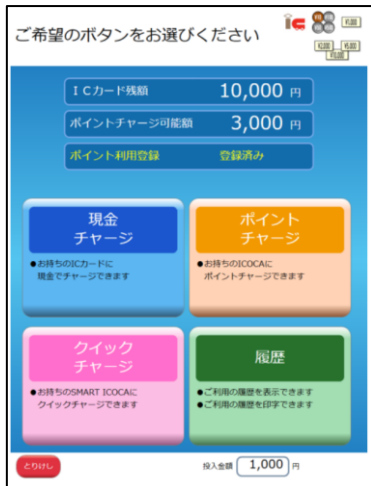 ご希望のボタンをお選びください
ic
ICカード残額 10,000 円
ポイントチャージ可能額 3,000 円
ポイント利用登録 登録済み
現金
チャージ
●お持ちのICカードに
現金でチャージできます
ポイント
チャージ
●お持ちのICOCAに
ポイントチャージできます
クイック
チャージ
●お持ちのSMART ICOCAに
クイックチャージできます
履歴
●ご利用の履歴を表示できます
●ご利用の履歴を印字できます
とりけし
投入金額 1,000 円